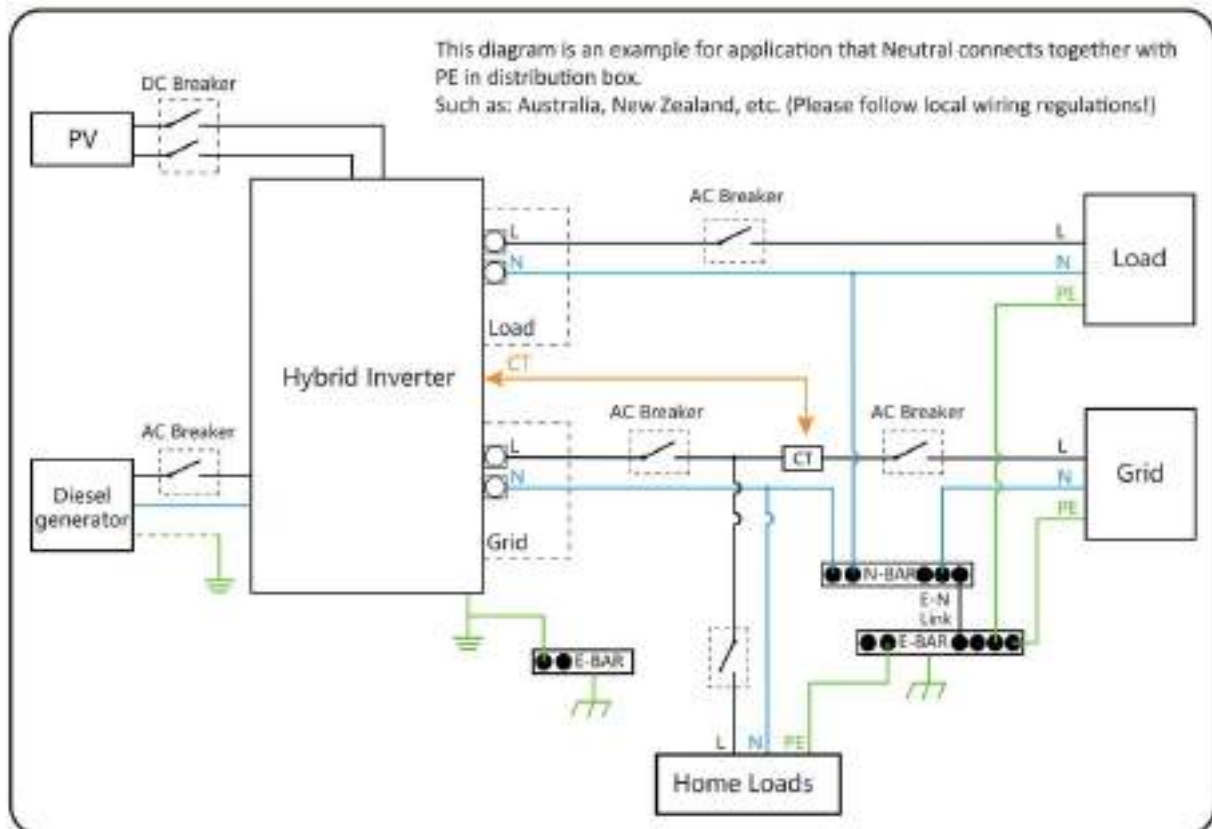 This diagram is an example for application that Neutral connects together with
PE in distribution box.
Such as: Australia, New Zealand, etc. (Please follow local wiring regulations!)
DC Breaker
PV
AC Breaker
L
L
N
N
Load
PE
Load
CT
Hybrid Inverter
AC Breaker
AC Breaker
AC Breaker
L
CT
L
N
N
Grid
Diesel
generator
PE
Grid
N-BAR
E-N
Link
E-BAR
E-BAR
L
N
PE
Home Loads